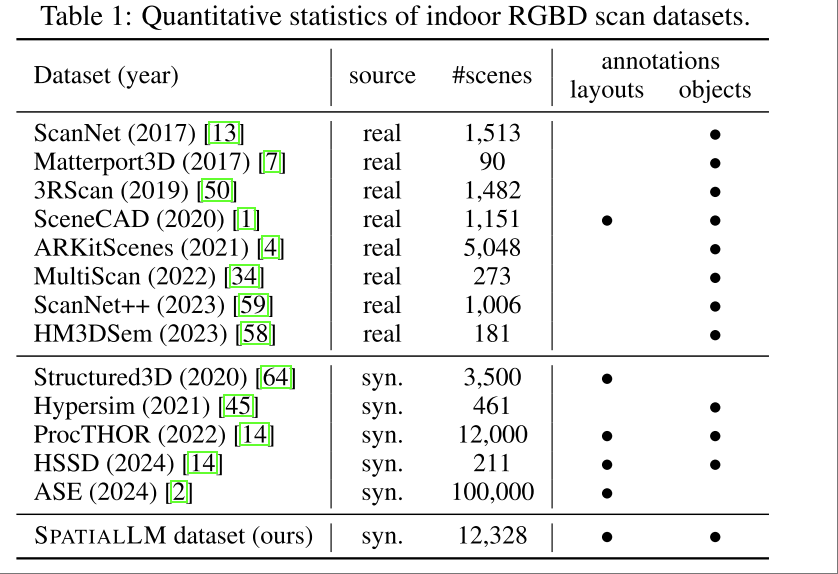 Table 1: Quantitative statistics of indoor RGBD scan datasets.
annotations
Dataset (year) source #scenes layouts objects
ScanNet (2017) [13] real 1,513 ●
Matterport3D (2017) [7] real 90 ●
3RScan (2019) [50] real 1,482 ●
SceneCAD (2020) [1] real 1,151 ● ●
ARKitScenes (2021) [4] real 5,048 ●
MultiScan (2022) [34] real 273 ●
ScanNet++ (2023) [59] real 1,006 ●
HM3DSem (2023) [58] real 181 ●
Structured3D (2020) [64] syn. 3,500 ●
Hypersim (2021) [45] syn. 461 ●
ProcTHOR (2022) [14] syn. 12,000 ● ●
HSSD (2024) [14] syn. 211 ● ●
ASE (2024) [2] syn. 100,000 ●
SPATIALLM dataset (ours) syn. 12,328 ● ●